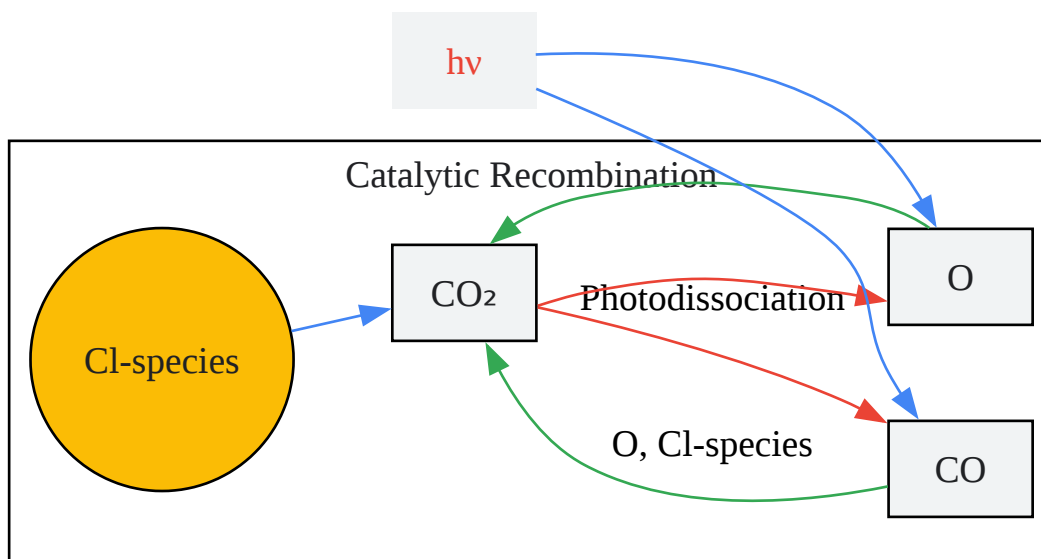 hν
Catalytic Recombination
CO₂
O
Photodissociation
Cl-species
O, Cl-species
CO